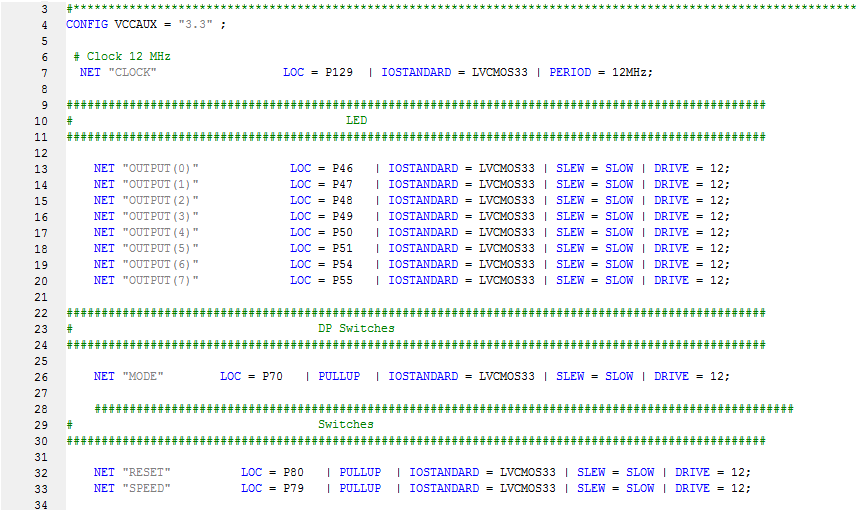 3 #****************************************************************************************************************
4 CONFIG VCCAUX = "3.3" ;
5
6 # Clock 12 MHz
7 NET "CLOCK" LOC = P129 | IOSTANDARD = LVCMOS33 | PERIOD = 12MHz;
8
9 ####################################################################################################
10 # LED
11 ####################################################################################################
12
13 NET "OUTPUT(0)" LOC = P46 | IOSTANDARD = LVCMOS33 | SLEW = SLOW | DRIVE = 12;
14 NET "OUTPUT(1)" LOC = P47 | IOSTANDARD = LVCMOS33 | SLEW = SLOW | DRIVE = 12;
15 NET "OUTPUT(2)" LOC = P48 | IOSTANDARD = LVCMOS33 | SLEW = SLOW | DRIVE = 12;
16 NET "OUTPUT(3)" LOC = P49 | IOSTANDARD = LVCMOS33 | SLEW = SLOW | DRIVE = 12;
17 NET "OUTPUT(4)" LOC = P50 | IOSTANDARD = LVCMOS33 | SLEW = SLOW | DRIVE = 12;
18 NET "OUTPUT(5)" LOC = P51 | IOSTANDARD = LVCMOS33 | SLEW = SLOW | DRIVE = 12;
19 NET "OUTPUT(6)" LOC = P54 | IOSTANDARD = LVCMOS33 | SLEW = SLOW | DRIVE = 12;
20 NET "OUTPUT(7)" LOC = P55 | IOSTANDARD = LVCMOS33 | SLEW = SLOW | DRIVE = 12;
21
22 ####################################################################################################
23 # DP Switches
24 ####################################################################################################
25
26 NET "MODE" LOC = P70 | PULLUP | IOSTANDARD = LVCMOS33 | SLEW = SLOW | DRIVE = 12;
27
28 ####################################################################################################
29 # Switches
30 ####################################################################################################
31
32 NET "RESET" LOC = P80 | PULLUP | IOSTANDARD = LVCMOS33 | SLEW = SLOW | DRIVE = 12;
33 NET "SPEED" LOC = P79 | PULLUP | IOSTANDARD = LVCMOS33 | SLEW = SLOW | DRIVE = 12;
34